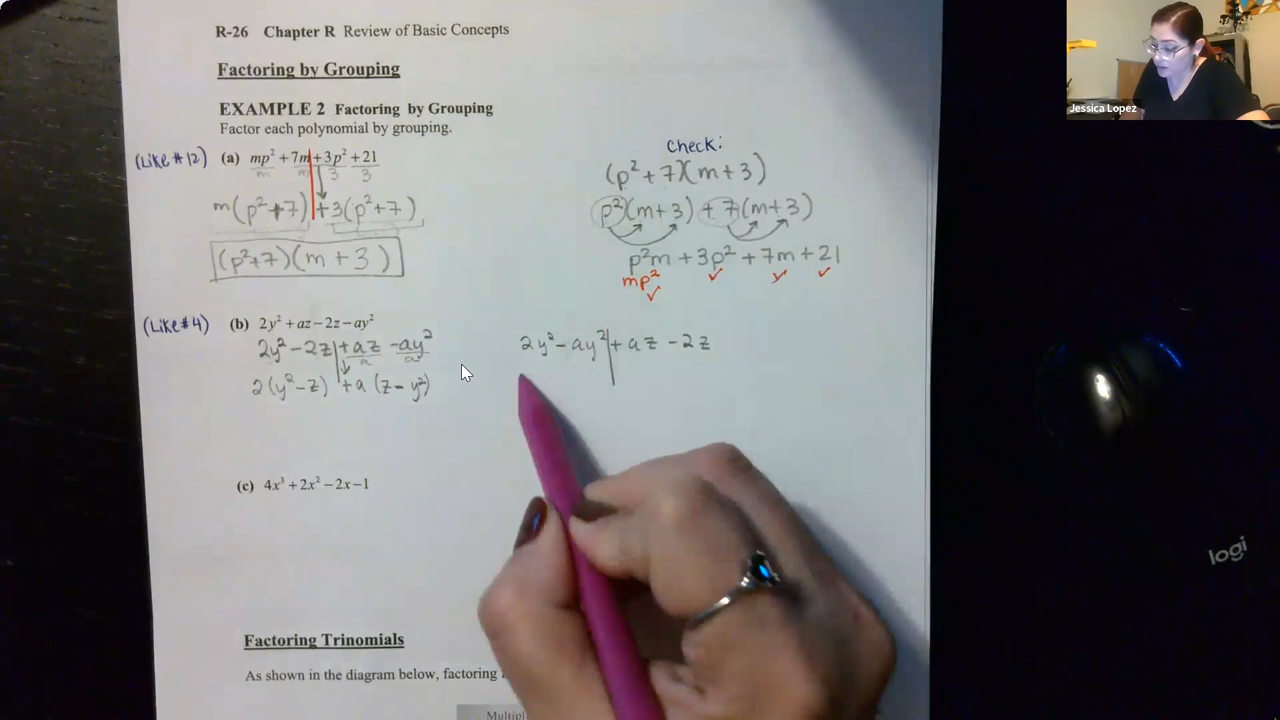 R-26 Chapter R Review of Basic Concepts
Factoring by Grouping
EXAMPLE 2 Factoring by Grouping
Factor each polynomial by grouping.
(Like #12) (a) mp² + 7m + 3p² + 21
m m 3 3
m(p² + 7) + 3(p² + 7)
(p²+7)(m + 3)
Check:
(p² + 7)(m + 3)
p²(m + 3) + 7(m + 3)
p²m + 3p² + 7m + 21
mp² ✓ ✓ ✓ ✓
(Like #4) (b) 2y² + az − 2z − ay²
2y² − 2z + az − ay²
a a
2(y² − z) + a(z − y²)
2y² − ay² + az − 2z
(c) 4x³ + 2x² − 2x − 1
Factoring Trinomials
As shown in the diagram below, factoring
Jessica Lopez
logi